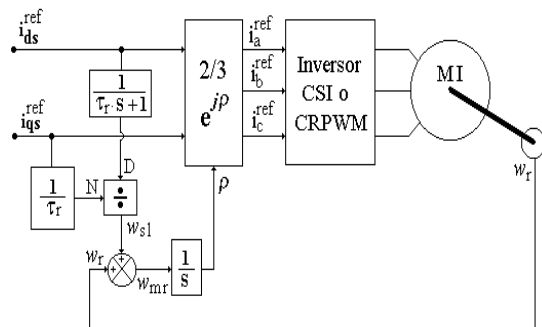 i_ds^ref
1
τr·s+1
i_qs^ref
1
τr
N
D
÷
w_sl
w_r
w_mr
1
s
ρ
2/3
e^jρ
i_a^ref
i_b^ref
i_c^ref
Inversor
CSI o
CRPWM
MI
w_r